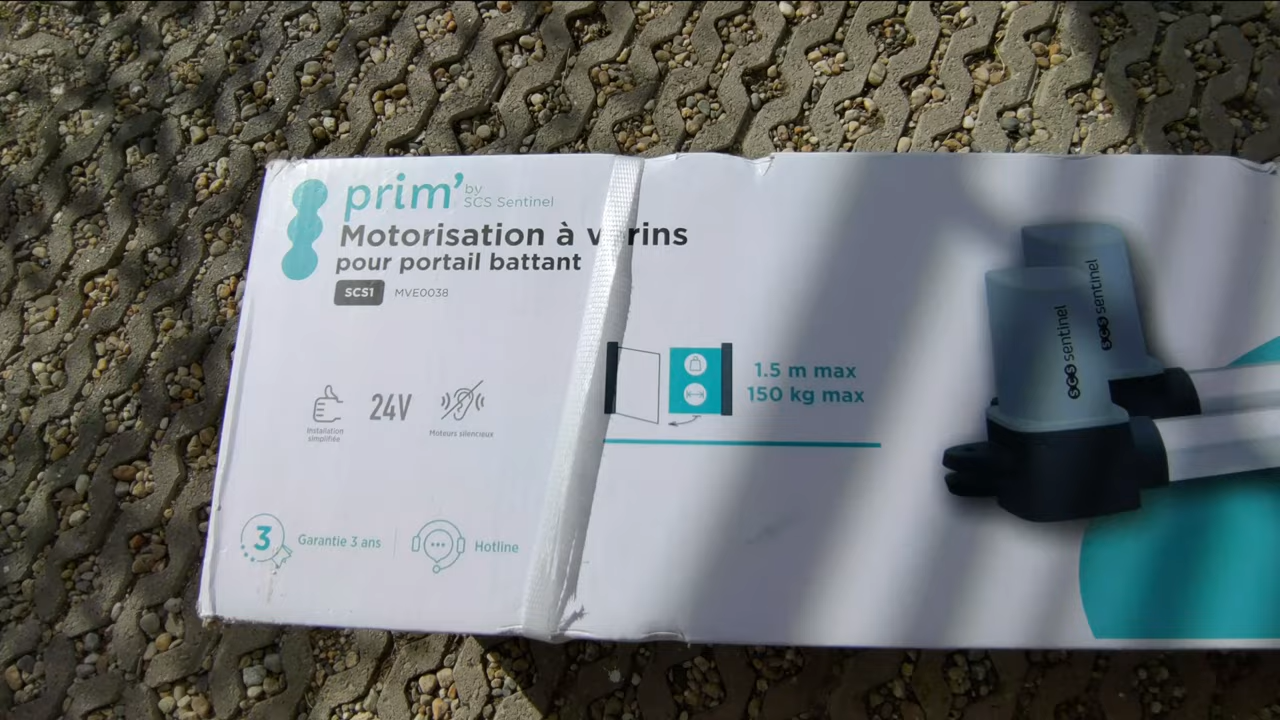 prim' by
SCS Sentinel
Motorisation à v rins
pour portail battant
SCS1 MVE0038
24V
Installation
simplifiée
Moteurs silencieux
1.5 m max
150 kg max
SCS sentinel
SCS sentinel
3 Garantie 3 ans
Hotline